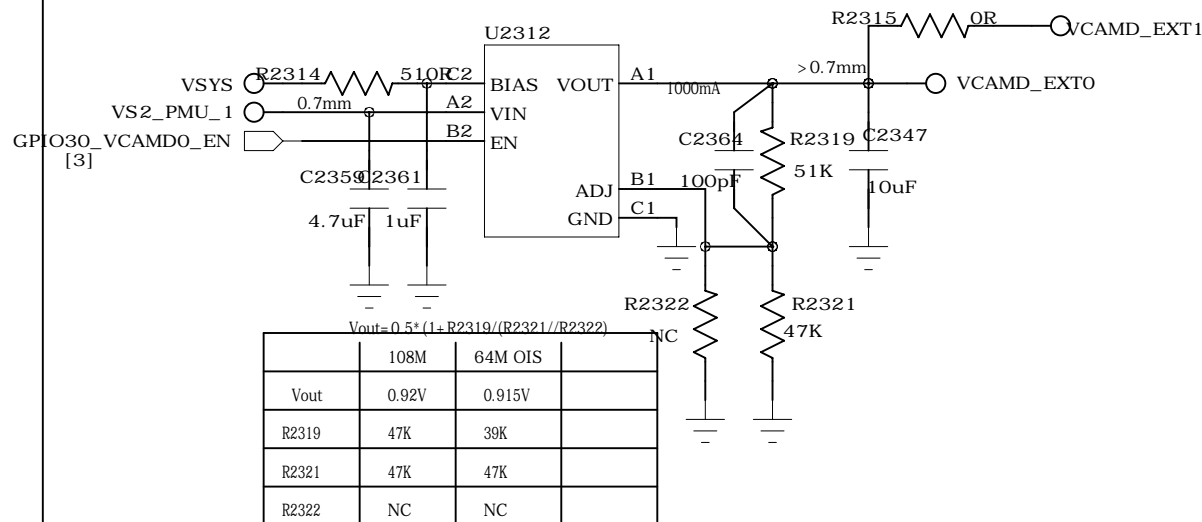 R2315 0R
VCAMD_EXT1
U2312
VSYS R2314 510R C2 BIAS VOUT A1 1000mA >0.7mm VCAMD_EXT0
VS2_PMU_1 0.7mm A2 VIN
GPIO30_VCAMD0_EN B2 EN
[3]
C2364 R2319 C2347
100pF 51K 10uF
C2359 C2361
4.7uF 1uF
ADJ B1
GND C1
R2322 R2321
NC 47K
Vout=0.5*(1+R2319/(R2321//R2322)
108M 64M OIS
Vout 0.92V 0.915V
R2319 47K 39K
R2321 47K 47K
R2322 NC NC